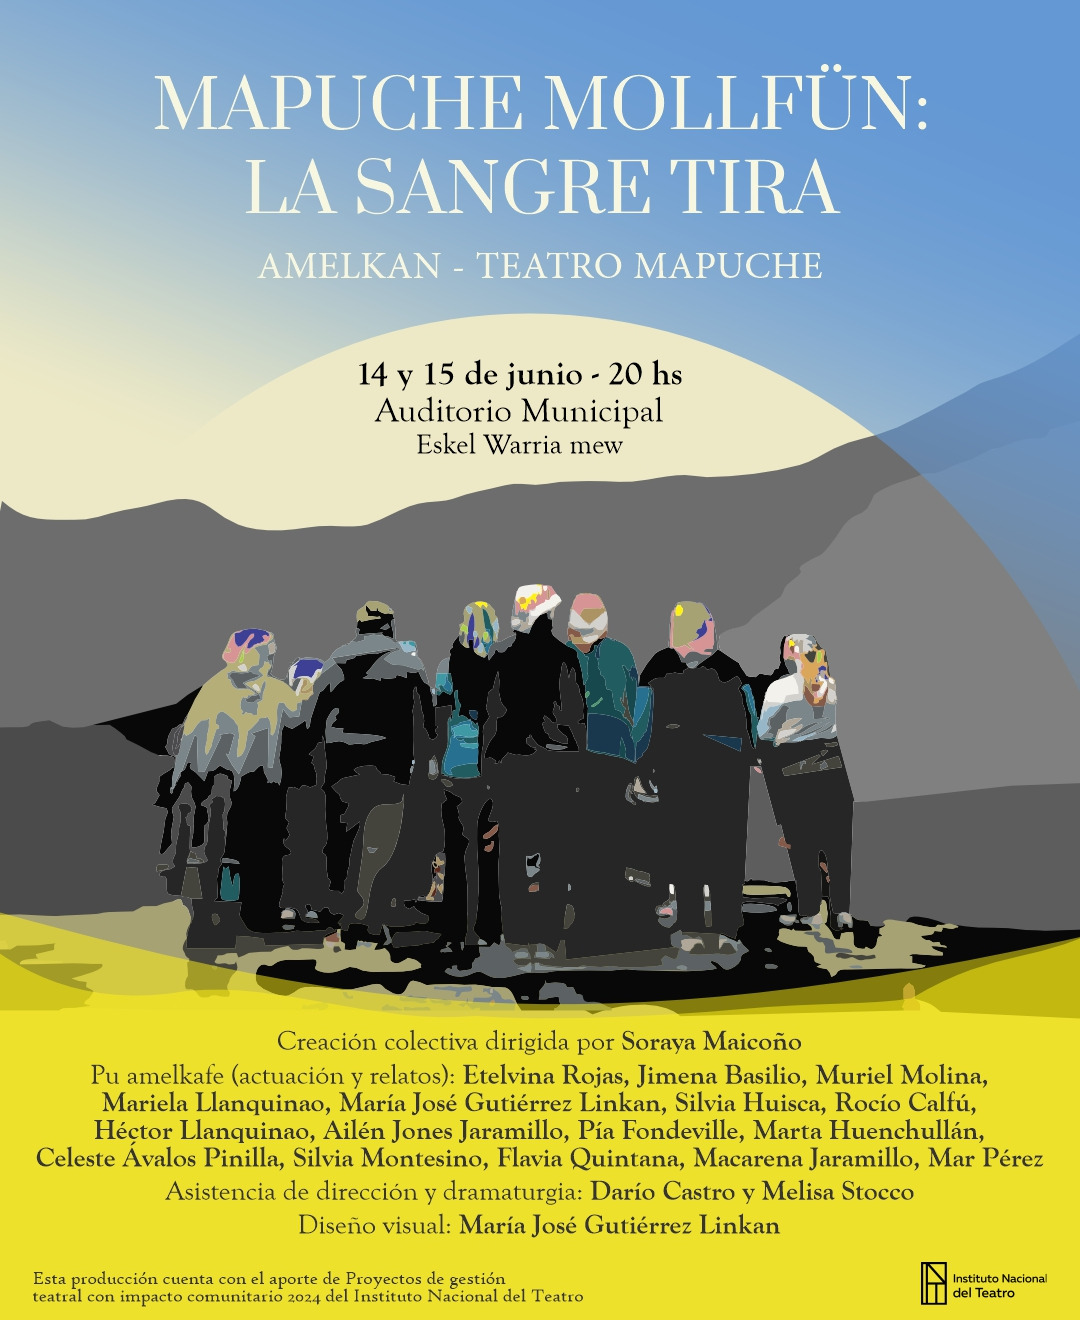 MAPUCHE MOLLFÜN:
LA SANGRE TIRA
AMELKAN - TEATRO MAPUCHE
14 y 15 de junio - 20 hs
Auditorio Municipal
Eskel Warria mew
Creación colectiva dirigida por Soraya Maicoño
Pu amelkafe (actuación y relatos): Etelvina Rojas, Jimena Basilio, Muriel Molina,
Mariela Llanquinao, María José Gutiérrez Linkan, Silvia Huisca, Rocío Calfú,
Héctor Llanquinao, Ailén Jones Jaramillo, Pía Fondeville, Marta Huenchullán,
Celeste Ávalos Pinilla, Silvia Montesino, Flavia Quintana, Macarena Jaramillo, Mar Pérez
Asistencia de dirección y dramaturgia: Darío Castro y Melisa Stocco
Diseño visual: María José Gutiérrez Linkan
Esta producción cuenta con el aporte de Proyectos de gestión
teatral con impacto comunitario 2024 del Instituto Nacional del Teatro
Instituto Nacional
del Teatro